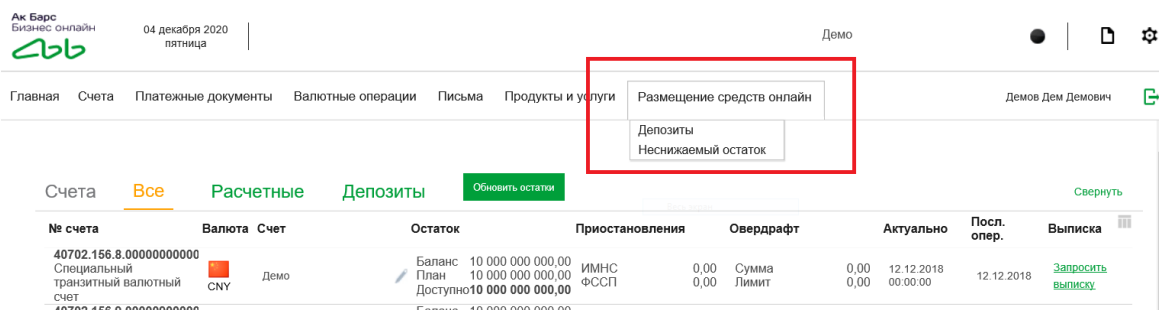 Ак Барс
Бизнес онлайн
04 декабря 2020
пятница
Демо
Главная Счета Платежные документы Валютные операции Письма Продукты и услуги Размещение средств онлайн Демов Дем Демович
Депозиты
Неснижаемый остаток
Счета Все Расчетные Депозиты Обновить остатки Свернуть
№ счета Валюта Счет Остаток Приостановления Овердрафт Актуально Посл. опер. Выписка
40702.156.8.00000000000
Специальный
транзитный валютный
счет
CNY
Демо
Баланс 10 000 000 000,00
План 10 000 000 000,00
Доступно 10 000 000 000,00
ИМНС 0,00
ФССП 0,00
Сумма 0,00
Лимит 0,00
12.12.2018
00:00:00
12.12.2018
Запросить
выписку